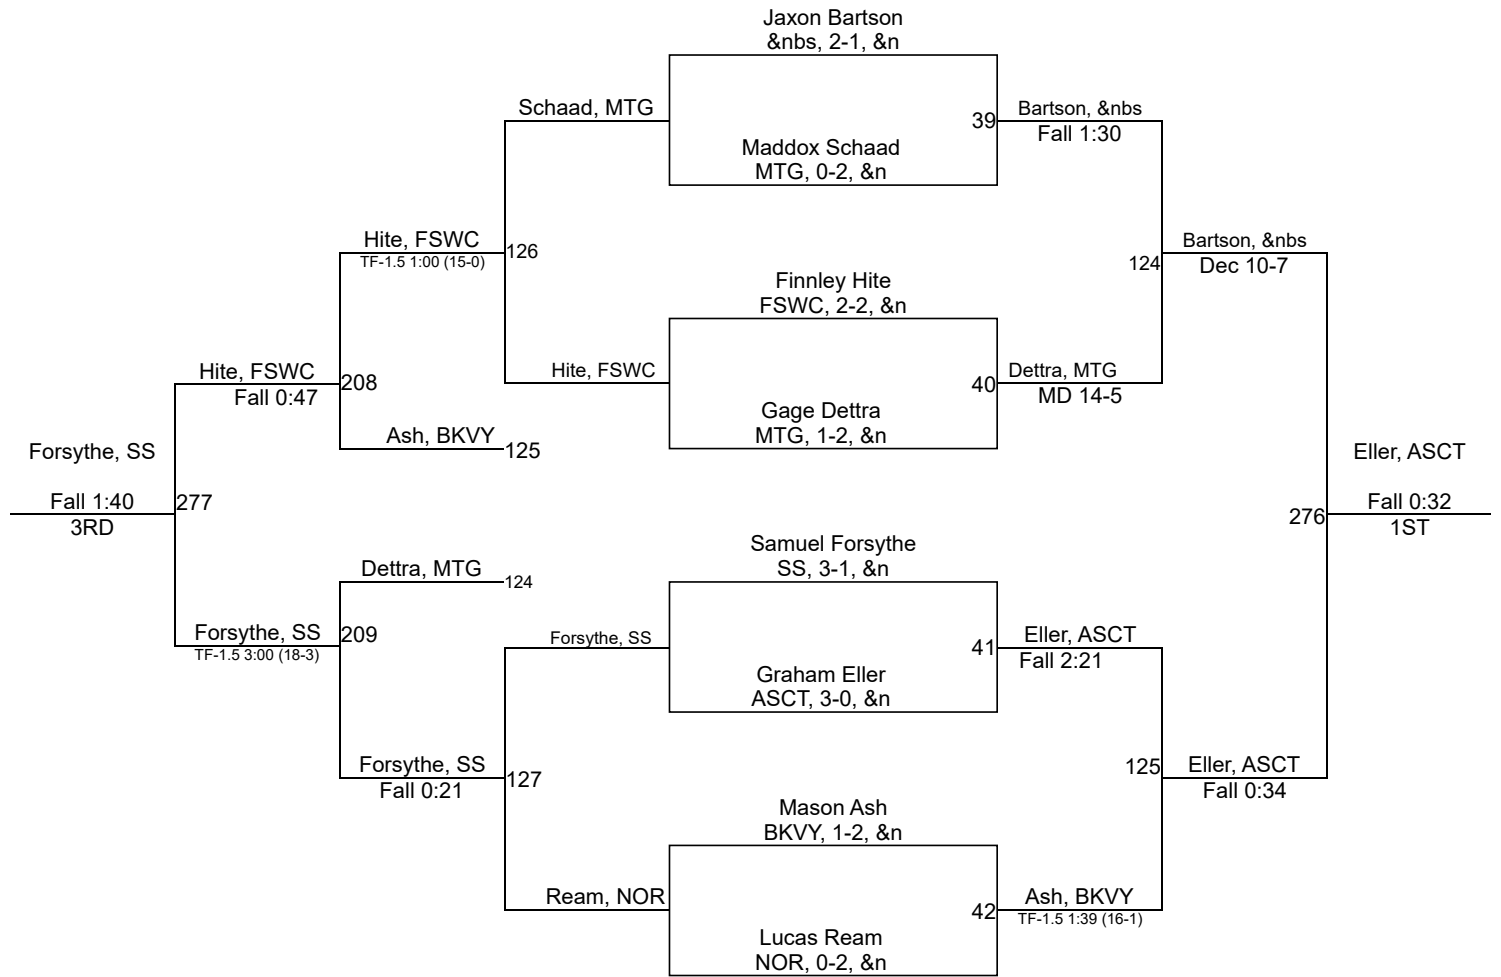 Jaxon Bartson
&nbs, 2-1, &n
Schaad, MTG
39
Bartson, &nbs
Fall 1:30
Maddox Schaad
MTG, 0-2, &n
Hite, FSWC
TF-1.5 1:00 (15-0)
126
124
Bartson, &nbs
Dec 10-7
Finnley Hite
FSWC, 2-2, &n
Hite, FSWC
Fall 0:47
208
Hite, FSWC
40
Dettra, MTG
MD 14-5
Gage Dettra
MTG, 1-2, &n
Ash, BKVY
125
Forsythe, SS
Fall 1:40
3RD
277
Eller, ASCT
276
Fall 0:32
1ST
Samuel Forsythe
SS, 3-1, &n
Dettra, MTG
124
Forsythe, SS
TF-1.5 3:00 (18-3)
209
Forsythe, SS
41
Eller, ASCT
Fall 2:21
Graham Eller
ASCT, 3-0, &n
Forsythe, SS
Fall 0:21
127
125
Eller, ASCT
Fall 0:34
Mason Ash
BKVY, 1-2, &n
Ream, NOR
42
Ash, BKVY
TF-1.5 1:39 (16-1)
Lucas Ream
NOR, 0-2, &n